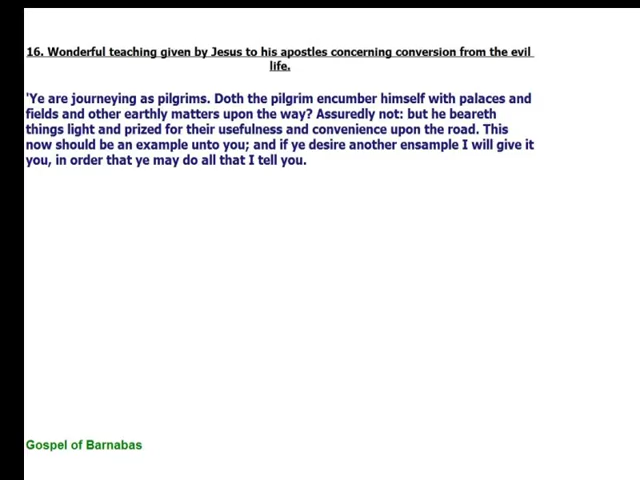 16. Wonderful teaching given by Jesus to his apostles concerning conversion from the evil
life.
'Ye are journeying as pilgrims. Doth the pilgrim encumber himself with palaces and
fields and other earthly matters upon the way? Assuredly not: but he beareth
things light and prized for their usefulness and convenience upon the road. This
now should be an example unto you; and if ye desire another ensample I will give it
you, in order that ye may do all that I tell you.
Gospel of Barnabas